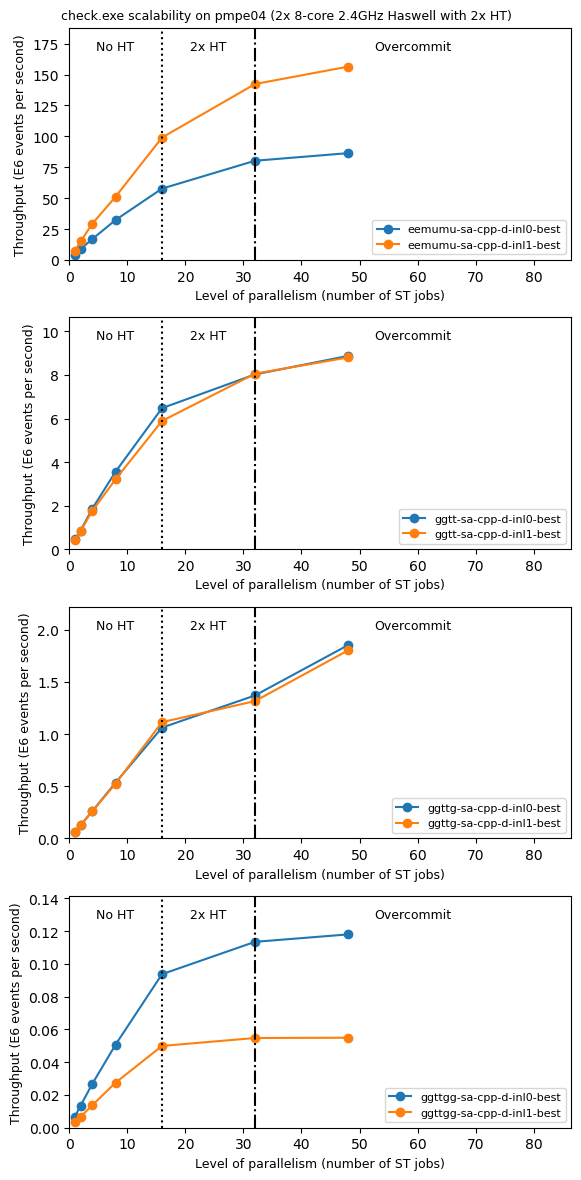 check.exe scalability on pmpe04 (2x 8-core 2.4GHz Haswell with 2x HT)
No HT 2x HT Overcommit
Throughput (E6 events per second)
175
150
125
100
75
50
25
0
eemumu-sa-cpp-d-inl0-best
eemumu-sa-cpp-d-inl1-best
0 10 20 30 40 50 60 70 80
Level of parallelism (number of ST jobs)
No HT 2x HT Overcommit
Throughput (E6 events per second)
10
8
6
4
2
0
ggtt-sa-cpp-d-inl0-best
ggtt-sa-cpp-d-inl1-best
0 10 20 30 40 50 60 70 80
Level of parallelism (number of ST jobs)
No HT 2x HT Overcommit
Throughput (E6 events per second)
2.0
1.5
1.0
0.5
0.0
ggttg-sa-cpp-d-inl0-best
ggttg-sa-cpp-d-inl1-best
0 10 20 30 40 50 60 70 80
Level of parallelism (number of ST jobs)
No HT 2x HT Overcommit
Throughput (E6 events per second)
0.14
0.12
0.10
0.08
0.06
0.04
0.02
0.00
ggttgg-sa-cpp-d-inl0-best
ggttgg-sa-cpp-d-inl1-best
0 10 20 30 40 50 60 70 80
Level of parallelism (number of ST jobs)